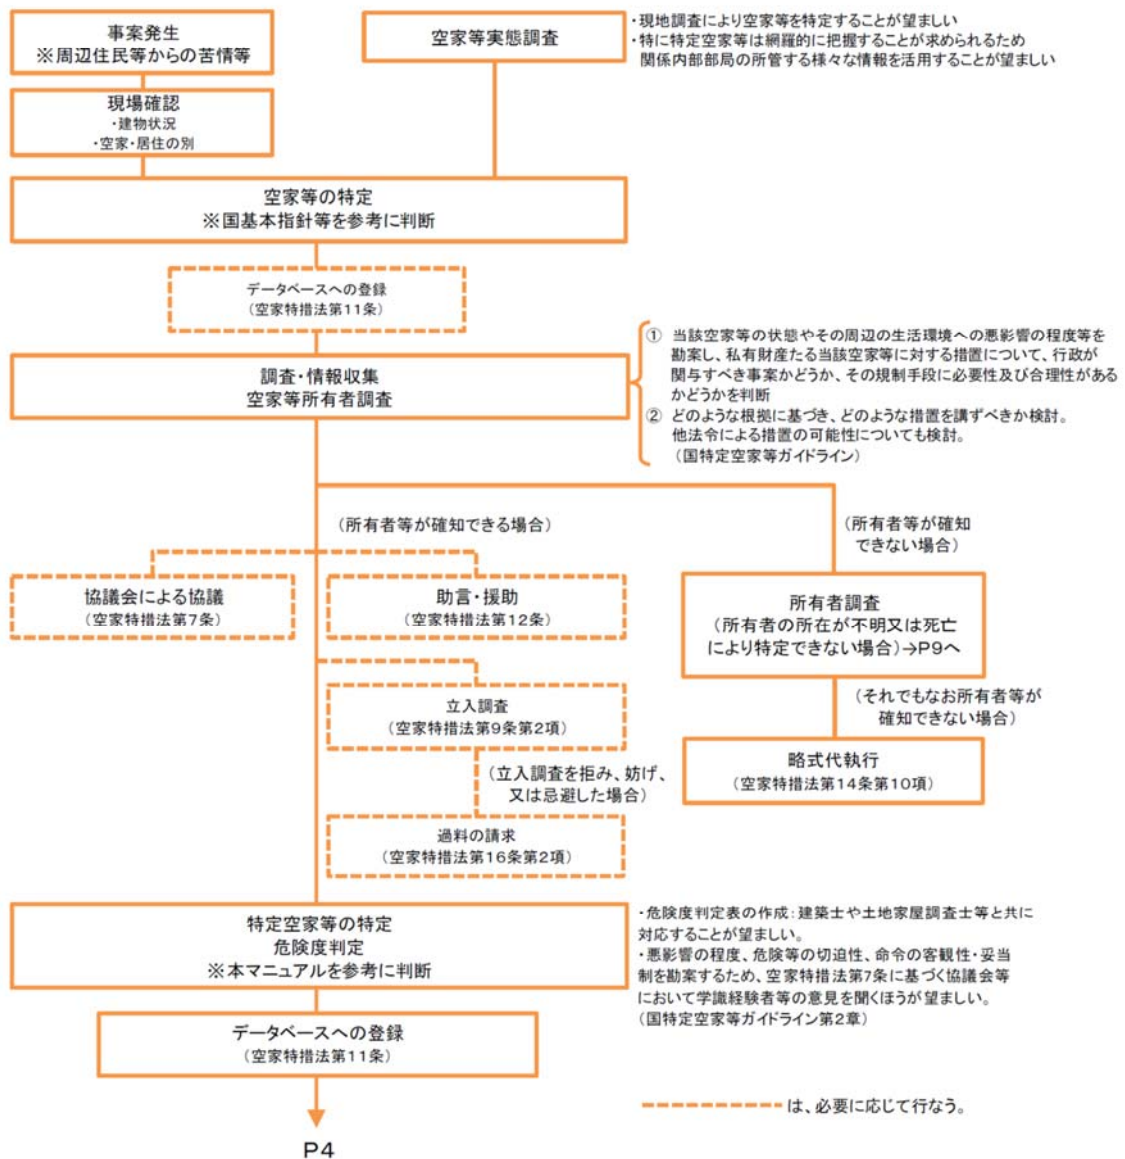 事案発生
※周辺住民等からの苦情等
空家等実態調査
・現地調査により空家等を特定することが望ましい
・特に特定空家等は網羅的に把握することが求められるため
関係内部部局の所管する様々な情報を活用することが望ましい
現場確認
・建物状況
・空家・居住の別
空家等の特定
※国基本指針等を参考に判断
データベースへの登録
(空家特措法第11条)
調査・情報収集
空家等所有者調査
① 当該空家等の状態やその周辺の生活環境への悪影響の程度等を
勘案し、私有財産たる当該空家等に対する措置について、行政が
関与すべき事案かどうか、その規制手段に必要性及び合理性がある
かどうかを判断
② どのような根拠に基づき、どのような措置を講ずべきか検討。
他法令による措置の可能性についても検討。
(国特定空家等ガイドライン)
(所有者等が確知できる場合)
(所有者等が確知
できない場合)
協議会による協議
(空家特措法第7条)
助言・援助
(空家特措法第12条)
所有者調査
(所有者の所在が不明又は死亡
により特定できない場合)→P9へ
立入調査
(空家特措法第9条第2項)
(それでもなお所有者等が
確知できない場合)
(立入調査を拒み、妨げ、
又は忌避した場合)
略式代執行
(空家特措法第14条第10項)
過料の請求
(空家特措法第16条第2項)
特定空家等の特定
危険度判定
※本マニュアルを参考に判断
・危険度判定表の作成:建築士や土地家屋調査士等と共に
対応することが望ましい。
・悪影響の程度、危険等の切迫性、命令の客観性・妥当
制を勘案するため、空家特措法第7条に基づく協議会等
において学識経験者等の意見を聞くほうが望ましい。
(国特定空家等ガイドライン第2章)
データベースへの登録
(空家特措法第11条)
は、必要に応じて行なう。
P4